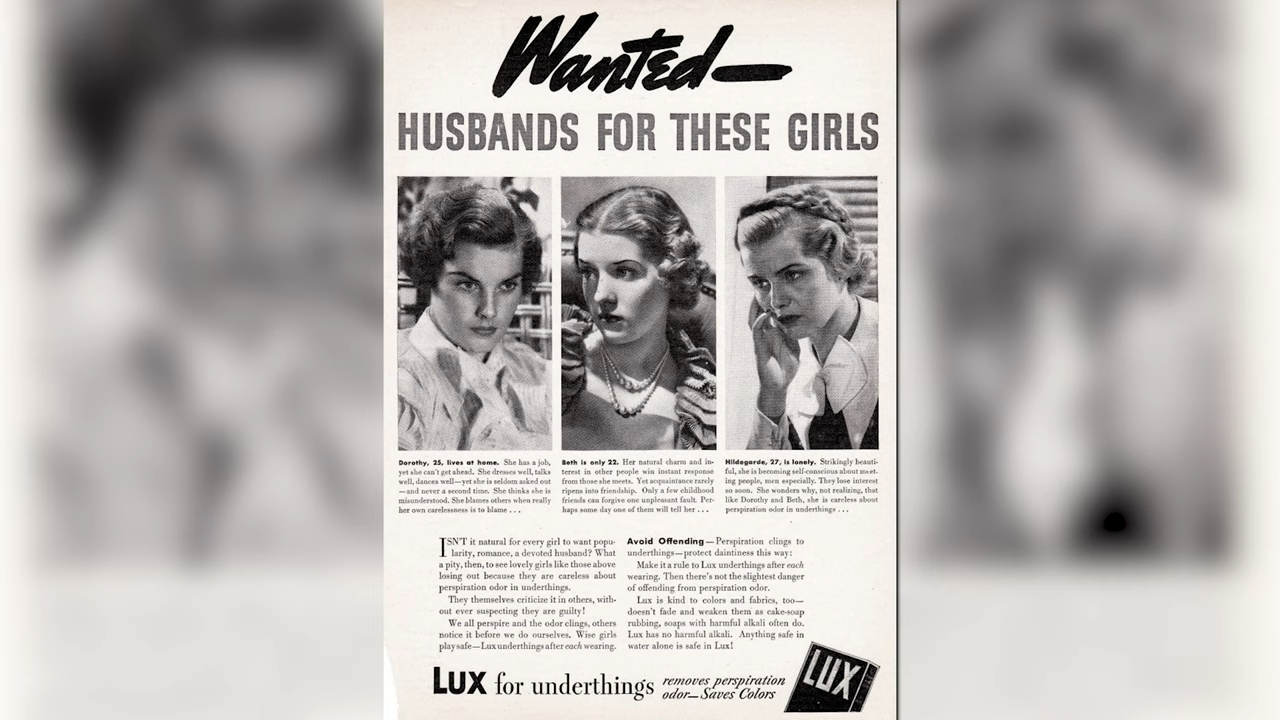 Wanted—
HUSBANDS FOR THESE GIRLS
Dorothy, 25, lives at home. She has a job,
yet she can't get ahead. She dresses well, talks
well, dances well—yet she is seldom asked out
—and never a second time. She thinks she is
misunderstood. She blames others when really
her own carelessness is to blame . . .
Beth is only 22. Her natural charm and in-
terest in other people win instant response
from those she meets. Yet acquaintance rarely
ripens into friendship. Only a few childhood
friends can forgive one unpleasant fault. Per-
haps some day one of them will tell her . . .
Hildegarde, 27, is lonely. Strikingly beauti-
ful, she is becoming self-conscious about meet-
ing people, men especially. They lose interest
so soon. She wonders why, not realizing, that
like Dorothy and Beth, she is careless about
perspiration odor in underthings . . .
ISN'T it natural for every girl to want popu-
larity, romance, a devoted husband? What
a pity, then, to see lovely girls like those above
losing out because they are careless about
perspiration odor in underthings.
They themselves criticize it in others, with-
out ever suspecting they are guilty!
We all perspire and the odor clings, others
notice it before we do ourselves. Wise girls
play safe—Lux underthings after each wearing.
Avoid Offending—Perspiration clings to
underthings—protect daintiness this way:
Make it a rule to Lux underthings after each
wearing. Then there's not the slightest danger
of offending from perspiration odor.
Lux is kind to colors and fabrics, too—
doesn't fade and weaken them as cake-soap
rubbing, soaps with harmful alkali often do.
Lux has no harmful alkali. Anything safe in
water alone is safe in Lux!
LUX for underthings
removes perspiration
odor—Saves Colors
LUX